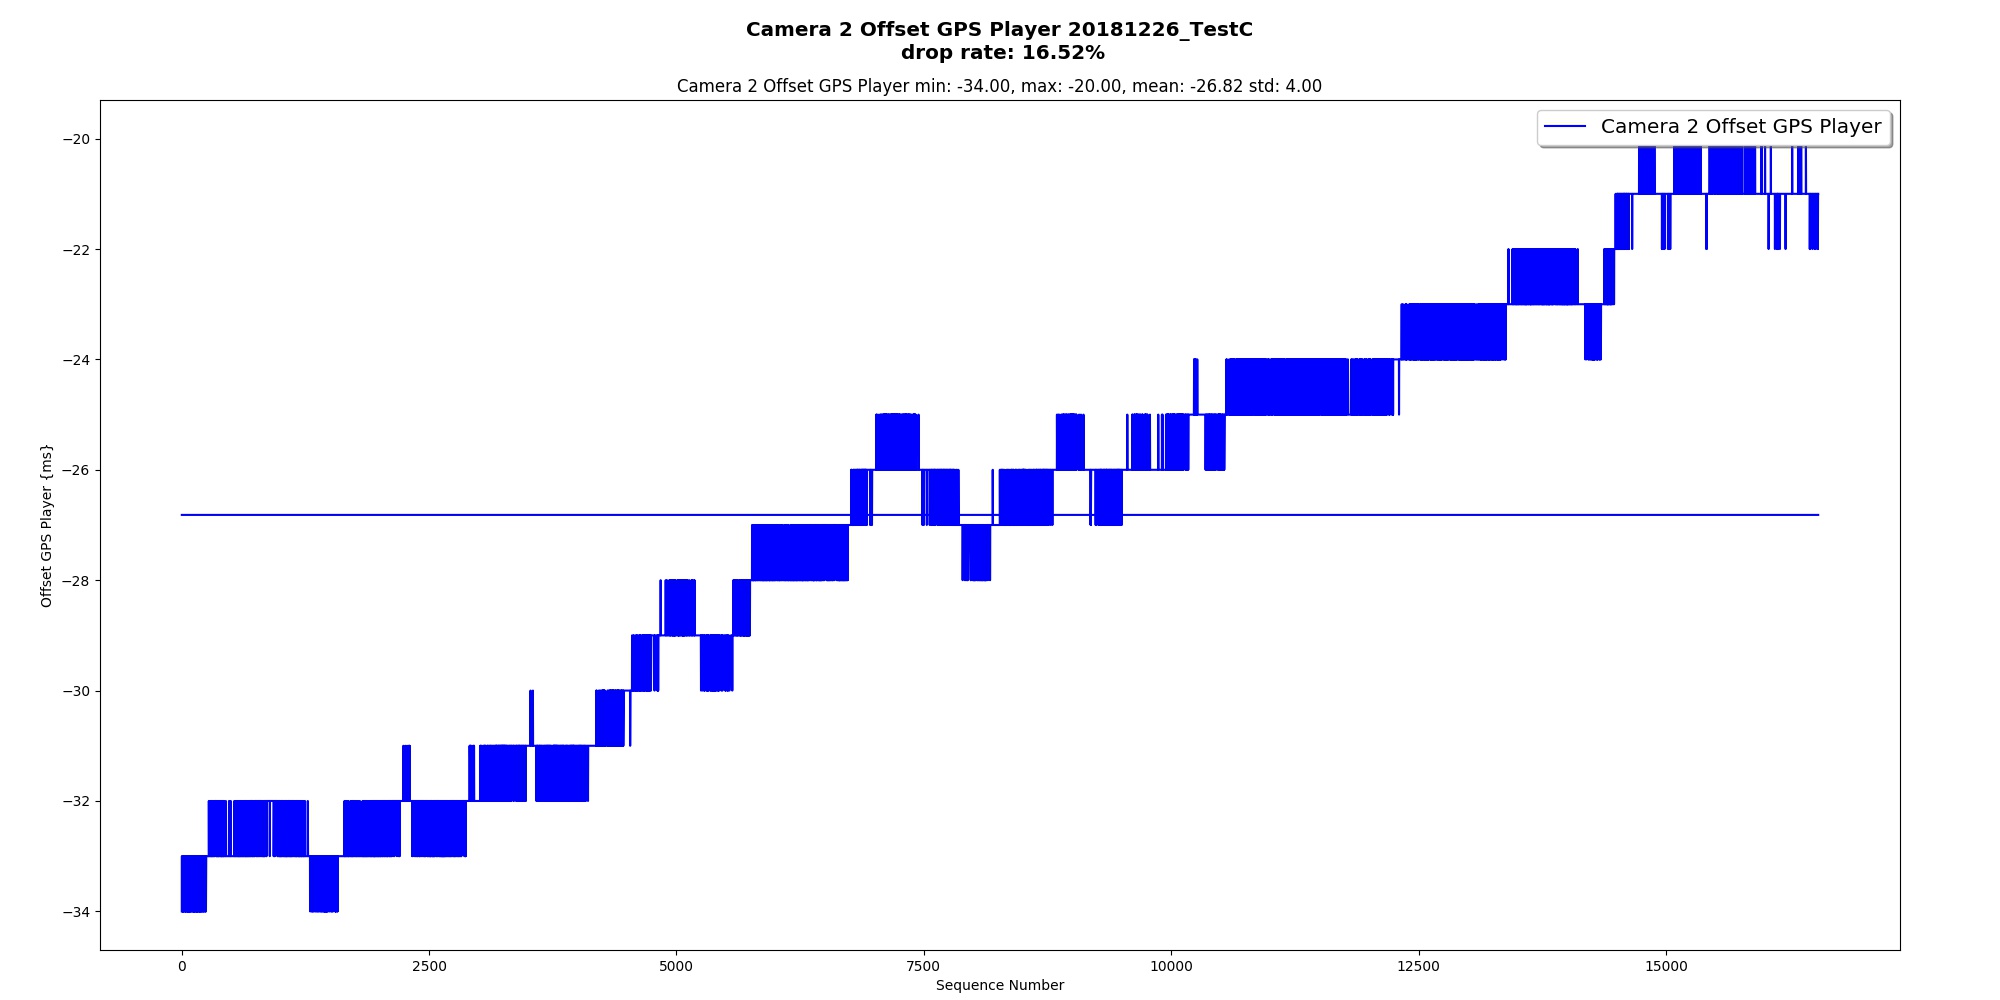 Camera 2 Offset GPS Player 20181226_TestC
drop rate: 16.52%
Camera 2 Offset GPS Player min: -34.00, max: -20.00, mean: -26.82 std: 4.00
Camera 2 Offset GPS Player
−20
−22
−24
−26
−28
−30
−32
−34
Offset GPS Player {ms}
0 2500 5000 7500 10000 12500 15000
Sequence Number